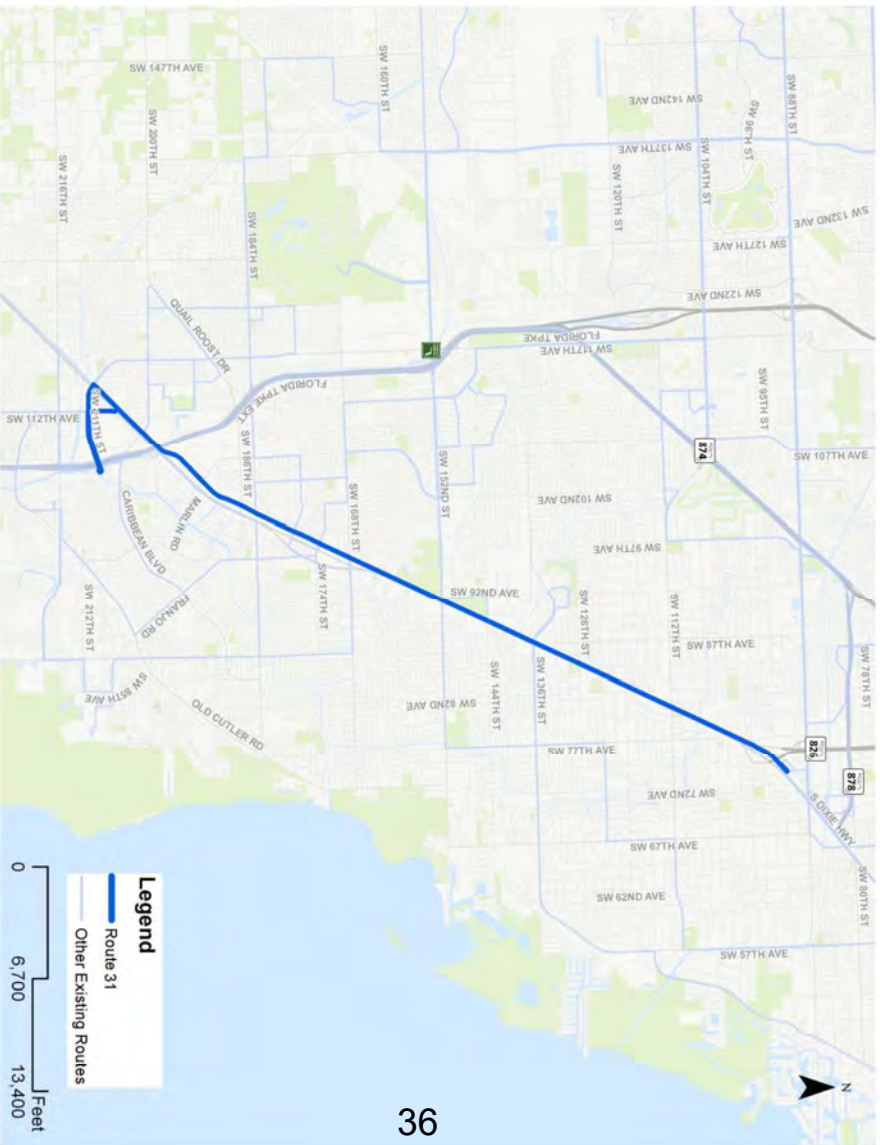 SW 88TH ST
SW 142ND AVE
SW 96TH ST
SW 132ND AVE
SW 160TH ST
SW 147TH AVE
SW 137TH AVE
SW 104TH ST
SW 120TH ST
SW 200TH ST
SW 216TH ST
SW 184TH ST
SW 127TH AVE
SW 122ND AVE
QUAIL ROOST DR
FLORIDA TPKE
SW 117TH AVE
FLORIDA TPKE EXT
SW 95TH ST
SW 211TH ST
SW 112TH AVE
SW 186TH ST
874
SW 107TH AVE
SW 152ND ST
SW 102ND AVE
SW 168TH ST
MARLIN RD
CARIBBEAN BLVD
SW 97TH AVE
SW 174TH ST
SW 92ND AVE
FRANJO RD
SW 212TH ST
SW 128TH ST
SW 112TH ST
SW 87TH AVE
SW 78TH ST
SW 85TH AVE
SW 144TH ST
SW 136TH ST
SW 82ND AVE
OLD CUTLER RD
SW 77TH AVE
826
878
SW 72ND AVE
S DIXIE HWY
SW 67TH AVE
SW 80TH ST
SW 62ND AVE
SW 57TH AVE
N
Legend
Route 31
Other Existing Routes
0
6,700
13,400
Feet
36